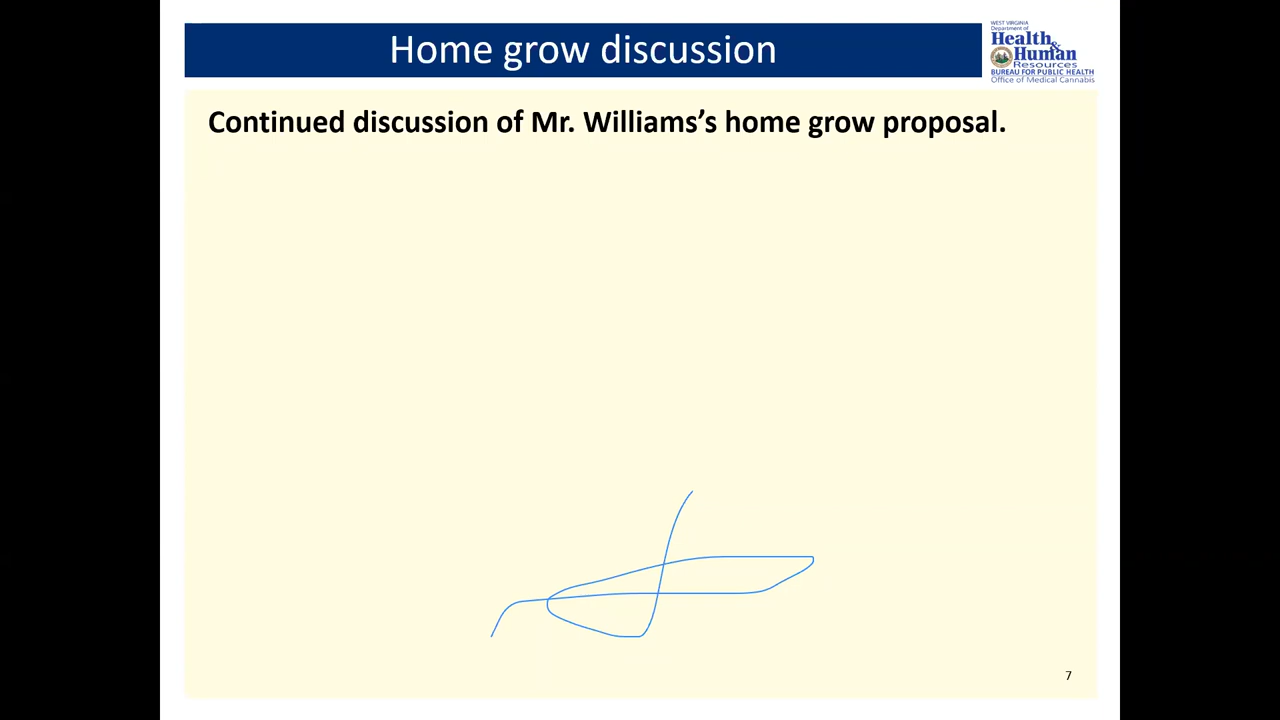 Home grow discussion
WEST VIRGINIA
Department of
Health &
Human
Resources
BUREAU FOR PUBLIC HEALTH
Office of Medical Cannabis
Continued discussion of Mr. Williams’s home grow proposal.
7